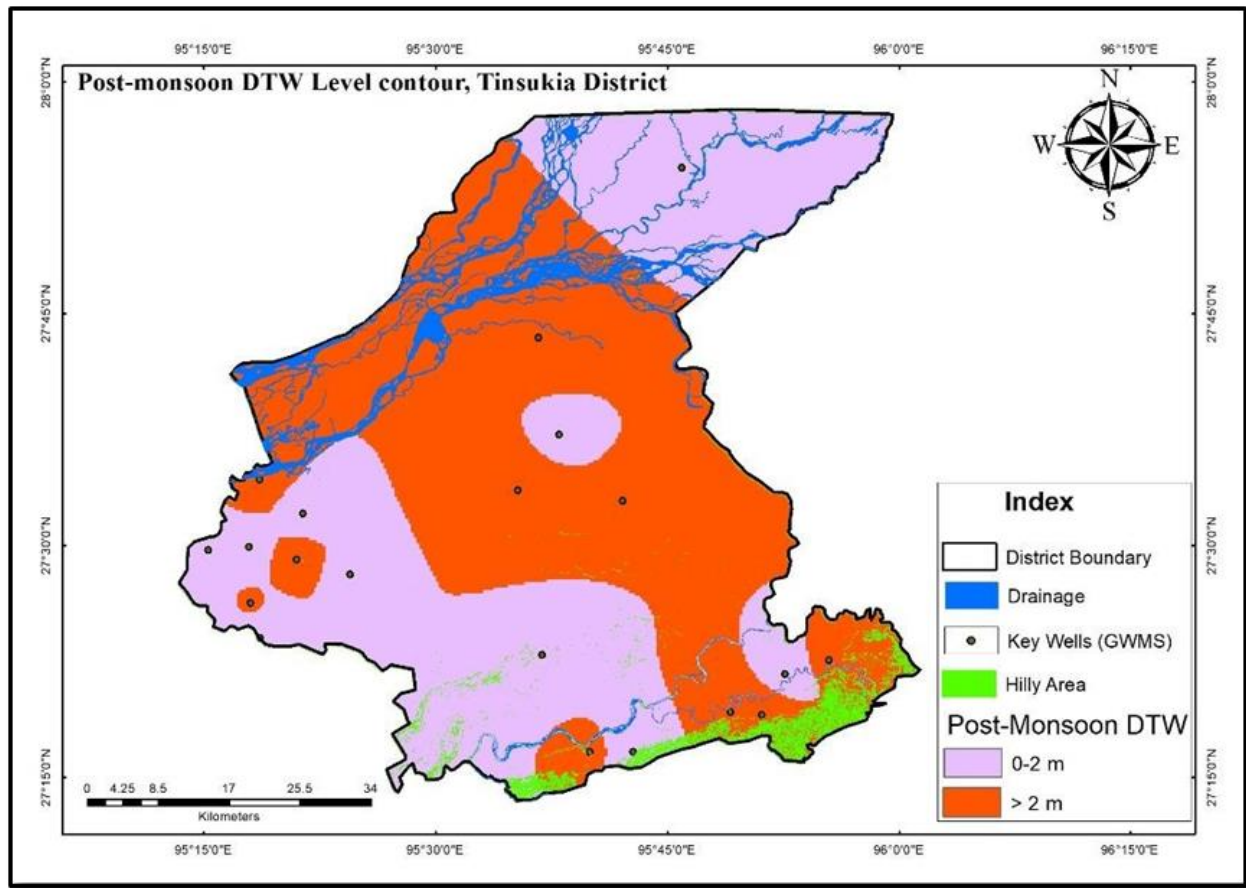 95°15'0"E 95°30'0"E 95°45'0"E 96°0'0"E 96°15'0"E
Post-monsoon DTW Level contour, Tinsukia District
N
W E
S
28°0'0"N 28°0'0"N
27°45'0"N 27°45'0"N
27°30'0"N 27°30'0"N
27°15'0"N 27°15'0"N
Index
District Boundary
Drainage
Key Wells (GWMS)
Hilly Area
Post-Monsoon DTW
0-2 m
> 2 m
0 4.25 8.5 17 25.5 34
Kilometers
95°15'0"E 95°30'0"E 95°45'0"E 96°0'0"E 96°15'0"E